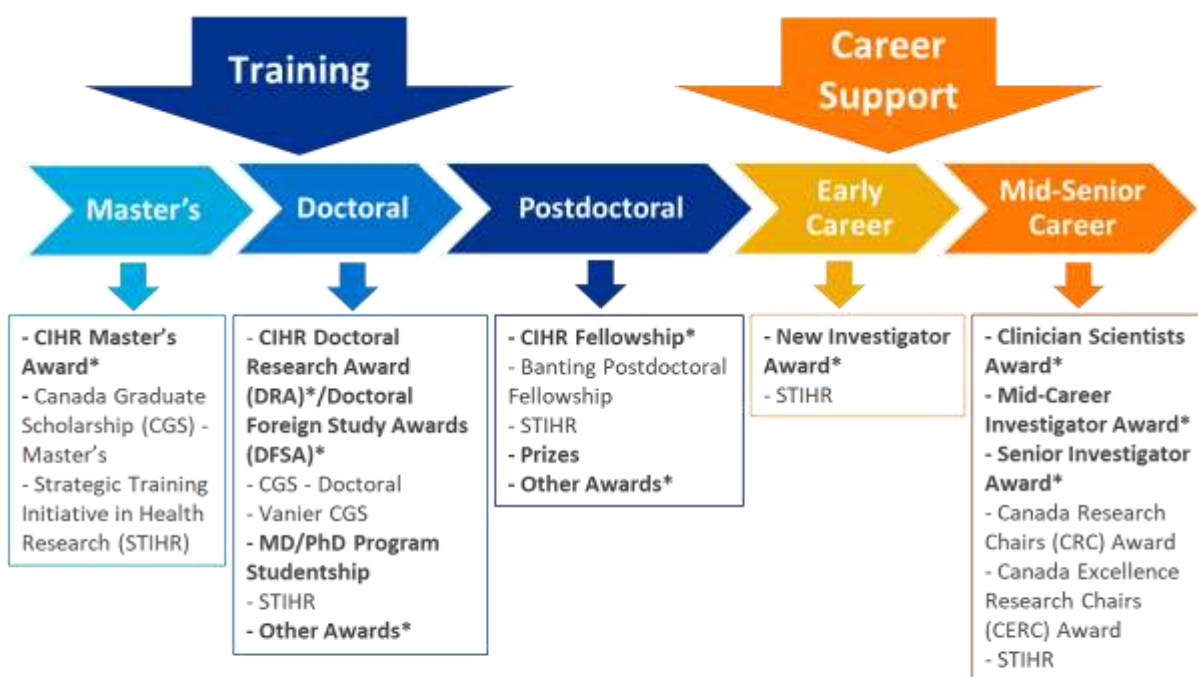 Training
Career
Support
Master's
Doctoral
Postdoctoral
Early
Career
Mid-Senior
Career
- CIHR Master's
Award*
- Canada Graduate
Scholarship (CGS) -
Master's
- Strategic Training
Initiative in Health
Research (STIHR)
- CIHR Doctoral
Research Award
(DRA)*/Doctoral
Foreign Study Awards
(DFSA)*
- CGS - Doctoral
- Vanier CGS
- MD/PhD Program
Studentship
- STIHR
- Other Awards*
- CIHR Fellowship*
- Banting Postdoctoral
Fellowship
- STIHR
- Prizes
- Other Awards*
- New Investigator
Award*
- STIHR
- Clinician Scientists
Award*
- Mid-Career
Investigator Award*
- Senior Investigator
Award*
- Canada Research
Chairs (CRC) Award
- Canada Excellence
Research Chairs
(CERC) Award
- STIHR